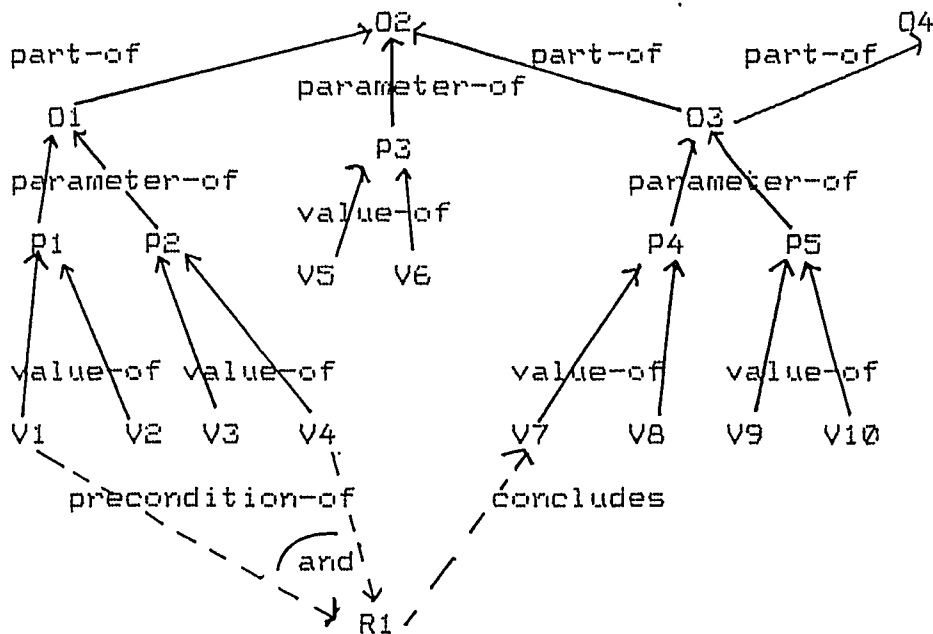 O2 O4
part-of part-of part-of
parameter-of
O1 O3
P3
parameter-of parameter-of
value-of
P1 P2 P4 P5
V5 V6
value-of value-of value-of value-of
V1 V2 V3 V4 V7 V8 V9 V10
precondition-of concludes
and
R1